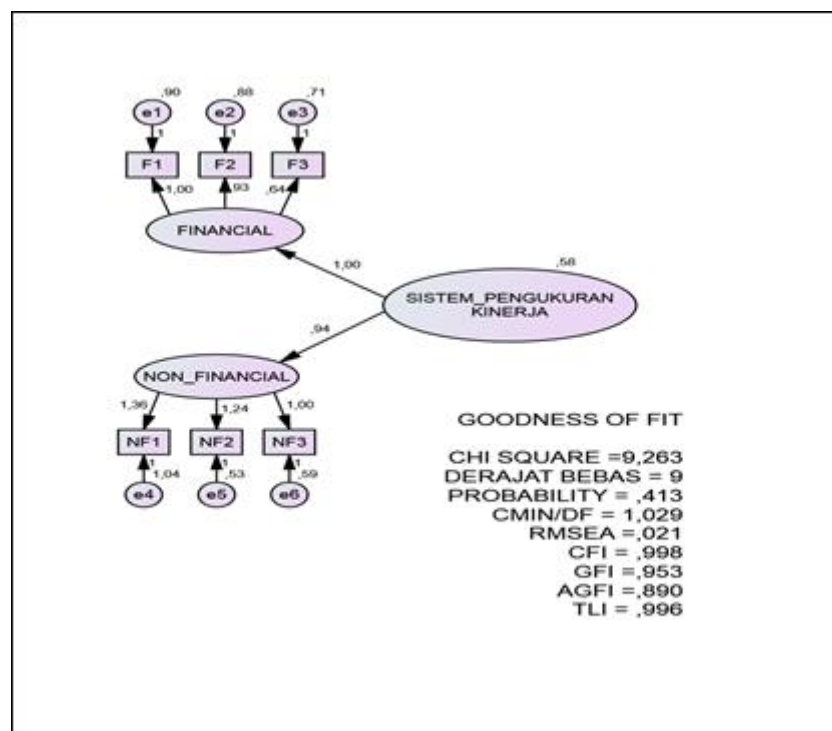 ,90 ,88 ,71
e1 e2 e3
1 1 1
F1 F2 F3
1,00 ,93 ,64
FINANCIAL
1,00
,58
SISTEM_PENGUKURAN
KINERJA
,94
NON_FINANCIAL
1,36 1,24 1,00
NF1 NF2 NF3
1 1 1
1,04 ,53 ,59
e4 e5 e6
GOODNESS OF FIT
CHI SQUARE =9,263
DERAJAT BEBAS = 9
PROBABILITY = ,413
CMIN/DF = 1,029
RMSEA =,021
CFI = ,998
GFI =,953
AGFI =,890
TLI = ,996